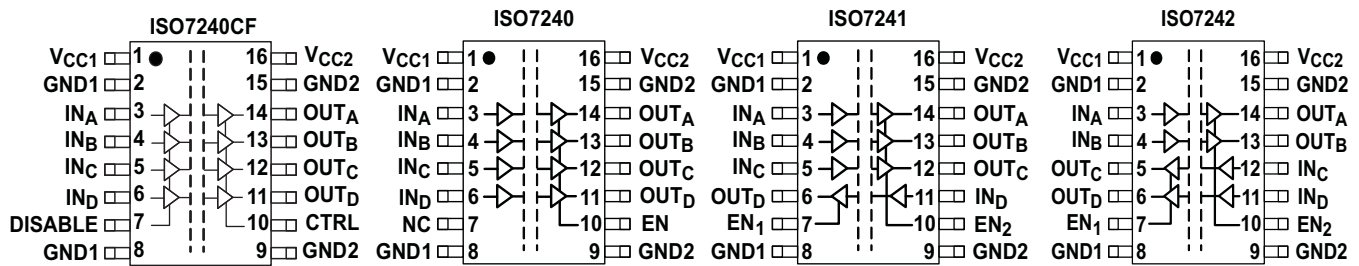 ISO7240CF ISO7240 ISO7241 ISO7242
VCC1 1 16 VCC2 VCC1 1 16 VCC2 VCC1 1 16 VCC2 VCC1 1 16 VCC2
GND1 2 15 GND2 GND1 2 15 GND2 GND1 2 15 GND2 GND1 2 15 GND2
INA 3 14 OUTA INA 3 14 OUTA INA 3 14 OUTA INA 3 14 OUTA
INB 4 13 OUTB INB 4 13 OUTB INB 4 13 OUTB INB 4 13 OUTB
INC 5 12 OUTC INC 5 12 OUTC INC 5 12 OUTC OUTC 5 12 INC
IND 6 11 OUTD IND 6 11 OUTD OUTD 6 11 IND OUTD 6 11 IND
DISABLE 7 10 CTRL NC 7 10 EN EN1 7 10 EN2 EN1 7 10 EN2
GND1 8 9 GND2 GND1 8 9 GND2 GND1 8 9 GND2 GND1 8 9 GND2